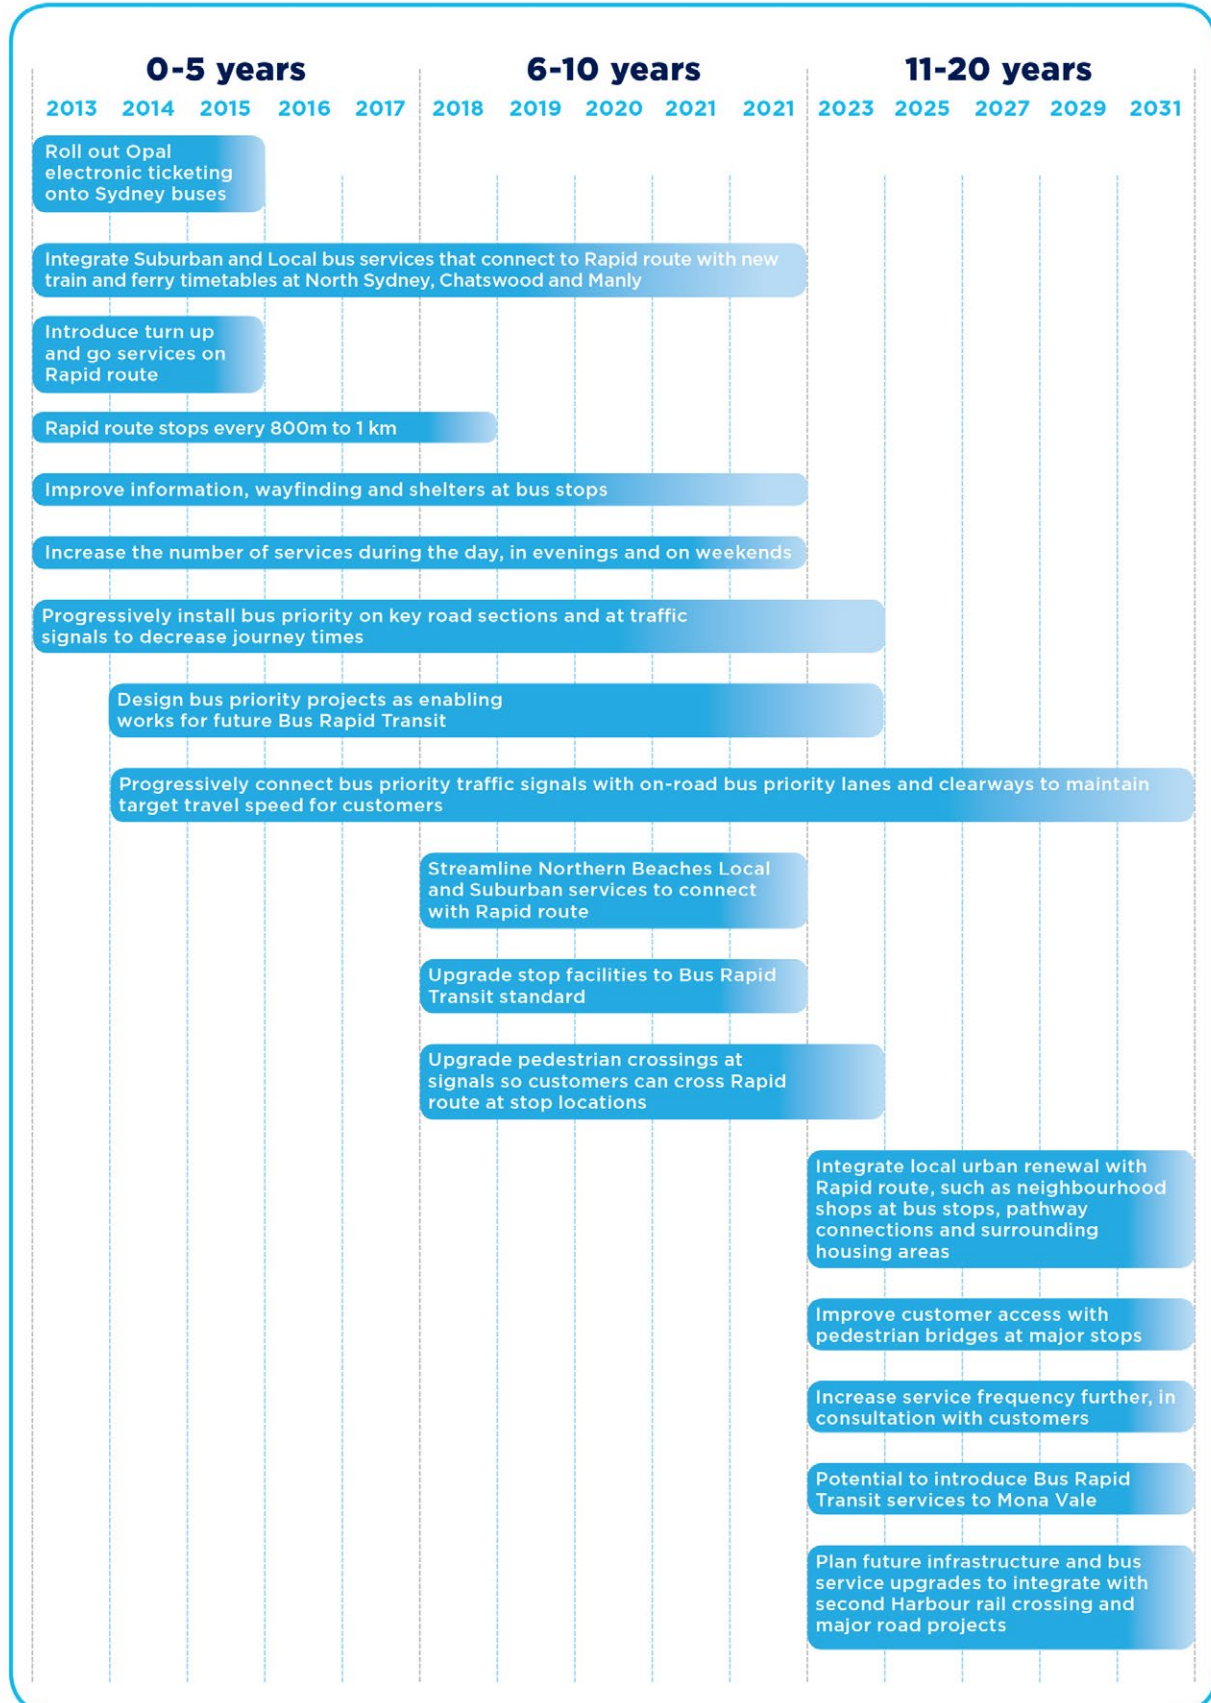 0-5 years 6-10 years 11-20 years
2013 2014 2015 2016 2017 2018 2019 2020 2021 2021 2023 2025 2027 2029 2031
Roll out Opal
electronic ticketing
onto Sydney buses
Integrate Suburban and Local bus services that connect to Rapid route with new
train and ferry timetables at North Sydney, Chatswood and Manly
Introduce turn up
and go services on
Rapid route
Rapid route stops every 800m to 1 km
Improve information, wayfinding and shelters at bus stops
Increase the number of services during the day, in evenings and on weekends
Progressively install bus priority on key road sections and at traffic
signals to decrease journey times
Design bus priority projects as enabling
works for future Bus Rapid Transit
Progressively connect bus priority traffic signals with on-road bus priority lanes and clearways to maintain
target travel speed for customers
Streamline Northern Beaches Local
and Suburban services to connect
with Rapid route
Upgrade stop facilities to Bus Rapid
Transit standard
Upgrade pedestrian crossings at
signals so customers can cross Rapid
route at stop locations
Integrate local urban renewal with
Rapid route, such as neighbourhood
shops at bus stops, pathway
connections and surrounding
housing areas
Improve customer access with
pedestrian bridges at major stops
Increase service frequency further, in
consultation with customers
Potential to introduce Bus Rapid
Transit services to Mona Vale
Plan future infrastructure and bus
service upgrades to integrate with
second Harbour rail crossing and
major road projects